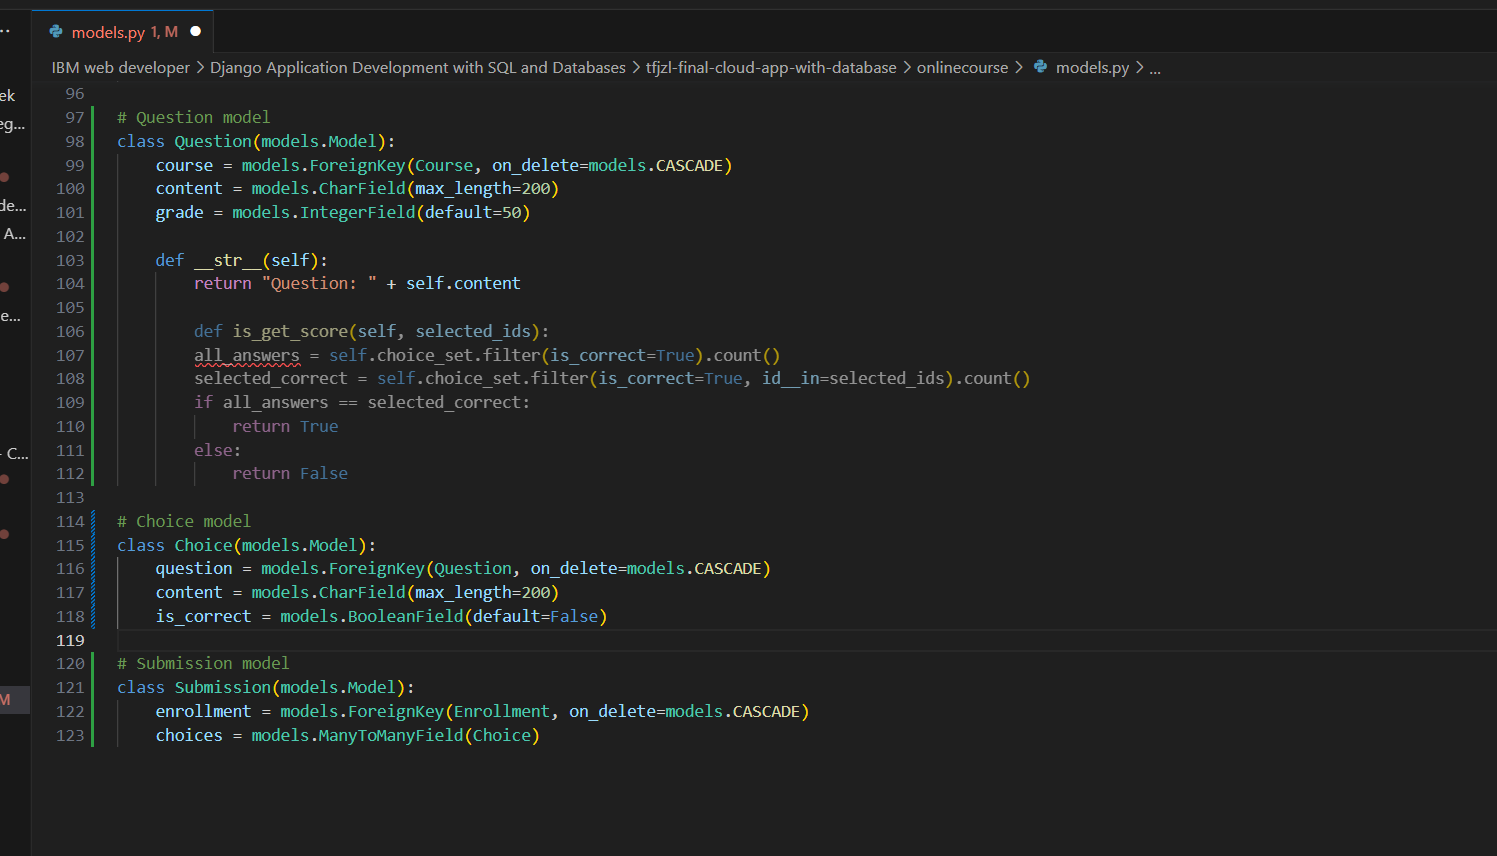 models.py 1, M
IBM web developer > Django Application Development with SQL and Databases > tfjzl-final-cloud-app-with-database > onlinecourse > models.py > ...
ek
eg...
de...
A...
e...
- C...
M
96
97 # Question model
98 class Question(models.Model):
99     course = models.ForeignKey(Course, on_delete=models.CASCADE)
100     content = models.CharField(max_length=200)
101     grade = models.IntegerField(default=50)
102
103     def __str__(self):
104         return "Question: " + self.content
105
106         def is_get_score(self, selected_ids):
107         all_answers = self.choice_set.filter(is_correct=True).count()
108         selected_correct = self.choice_set.filter(is_correct=True, id__in=selected_ids).count()
109         if all_answers == selected_correct:
110             return True
111         else:
112             return False
113
114 # Choice model
115 class Choice(models.Model):
116     question = models.ForeignKey(Question, on_delete=models.CASCADE)
117     content = models.CharField(max_length=200)
118     is_correct = models.BooleanField(default=False)
119
120 # Submission model
121 class Submission(models.Model):
122     enrollment = models.ForeignKey(Enrollment, on_delete=models.CASCADE)
123     choices = models.ManyToManyField(Choice)